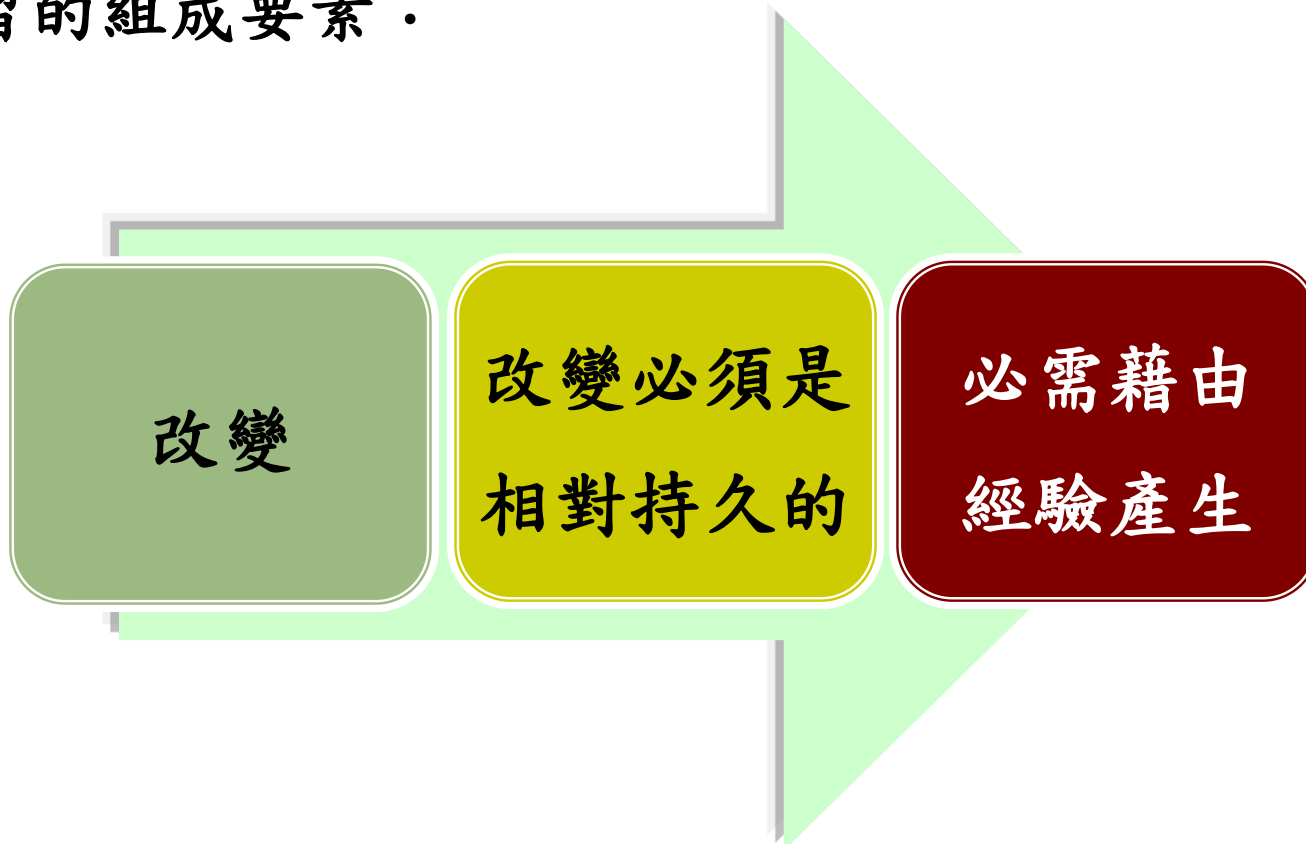 習的組成要素．
改變
改變必須是
相對持久的
必需藉由
經驗產生